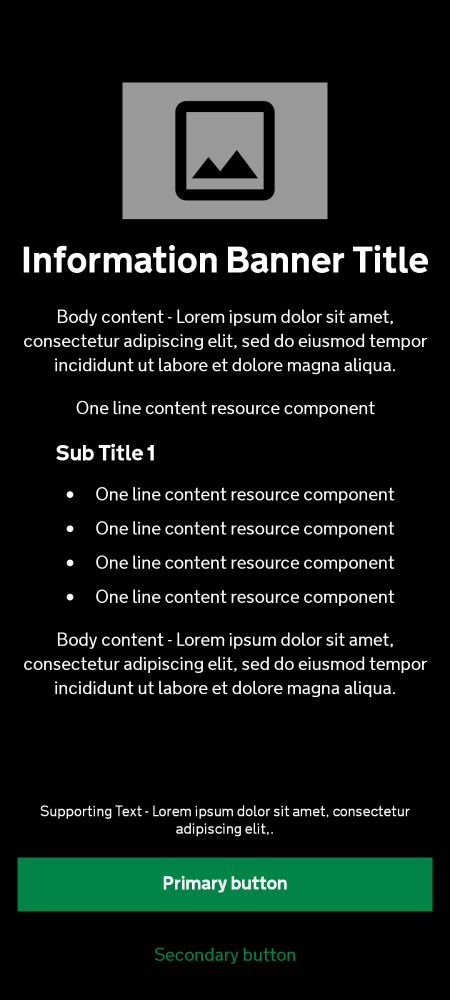 Information Banner Title
Body content - Lorem ipsum dolor sit amet,
consectetur adipiscing elit, sed do eiusmod tempor
incididunt ut labore et dolore magna aliqua.
One line content resource component
Sub Title 1
• One line content resource component
• One line content resource component
• One line content resource component
• One line content resource component
Body content - Lorem ipsum dolor sit amet,
consectetur adipiscing elit, sed do eiusmod tempor
incididunt ut labore et dolore magna aliqua.
Supporting Text - Lorem ipsum dolor sit amet, consectetur
adipiscing elit,.
Primary button
Secondary button